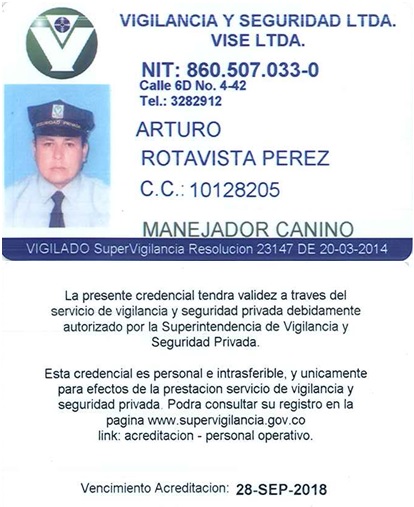 VIGILANCIA Y SEGURIDAD LTDA.
VISE LTDA.
NIT: 860.507.033-0
Calle 6D No. 4-42
Tel.: 3282912
ARTURO
ROTAVISTA PEREZ
C.C.: 10128205
MANEJADOR CANINO
VIGILADO SuperVigilancia Resolucion 23147 DE 20-03-2014
La presente credencial tendra validez a traves del
servicio de vigilancia y seguridad privada debidamente
autorizado por la Superintendencia de Vigilancia y
Seguridad Privada.
Esta credencial es personal e intrasferible, y unicamente
para efectos de la prestacion servicio de vigilancia y
seguridad privada. Podra consultar su registro en la
pagina www.supervigilancia.gov.co
link: acreditacion - personal operativo.
Vencimiento Acreditacion: 28-SEP-2018